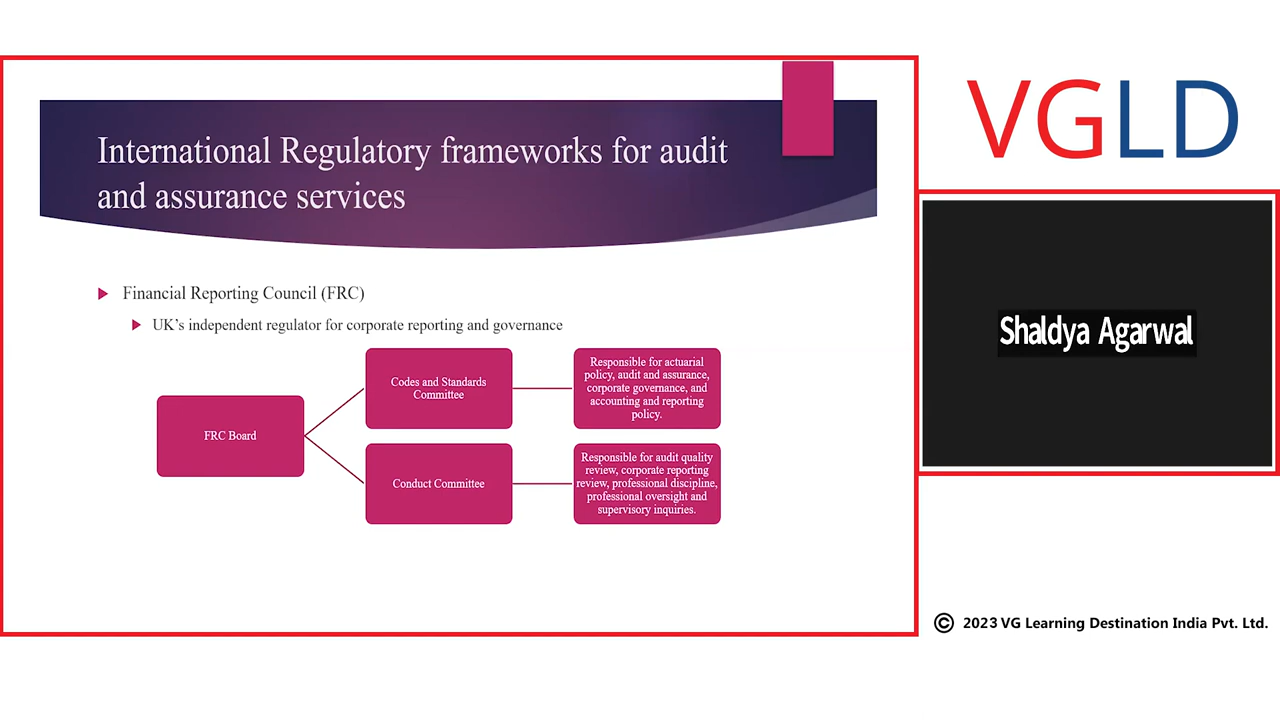 International Regulatory frameworks for audit
and assurance services
Financial Reporting Council (FRC)
UK's independent regulator for corporate reporting and governance
FRC Board
Codes and Standards
Committee
Responsible for actuarial
policy, audit and assurance,
corporate governance, and
accounting and reporting
policy.
Conduct Committee
Responsible for audit quality
review, corporate reporting
review, professional discipline,
professional oversight and
supervisory inquiries.
VGLD
Shaldya Agarwal
© 2023 VG Learning Destination India Pvt. Ltd.